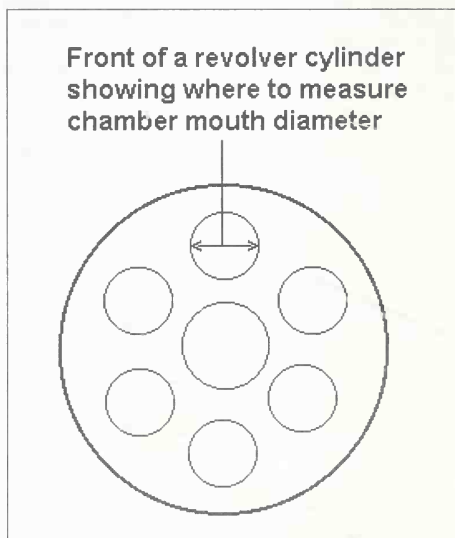 Front of a revolver cylinder
showing where to measure
chamber mouth diameter